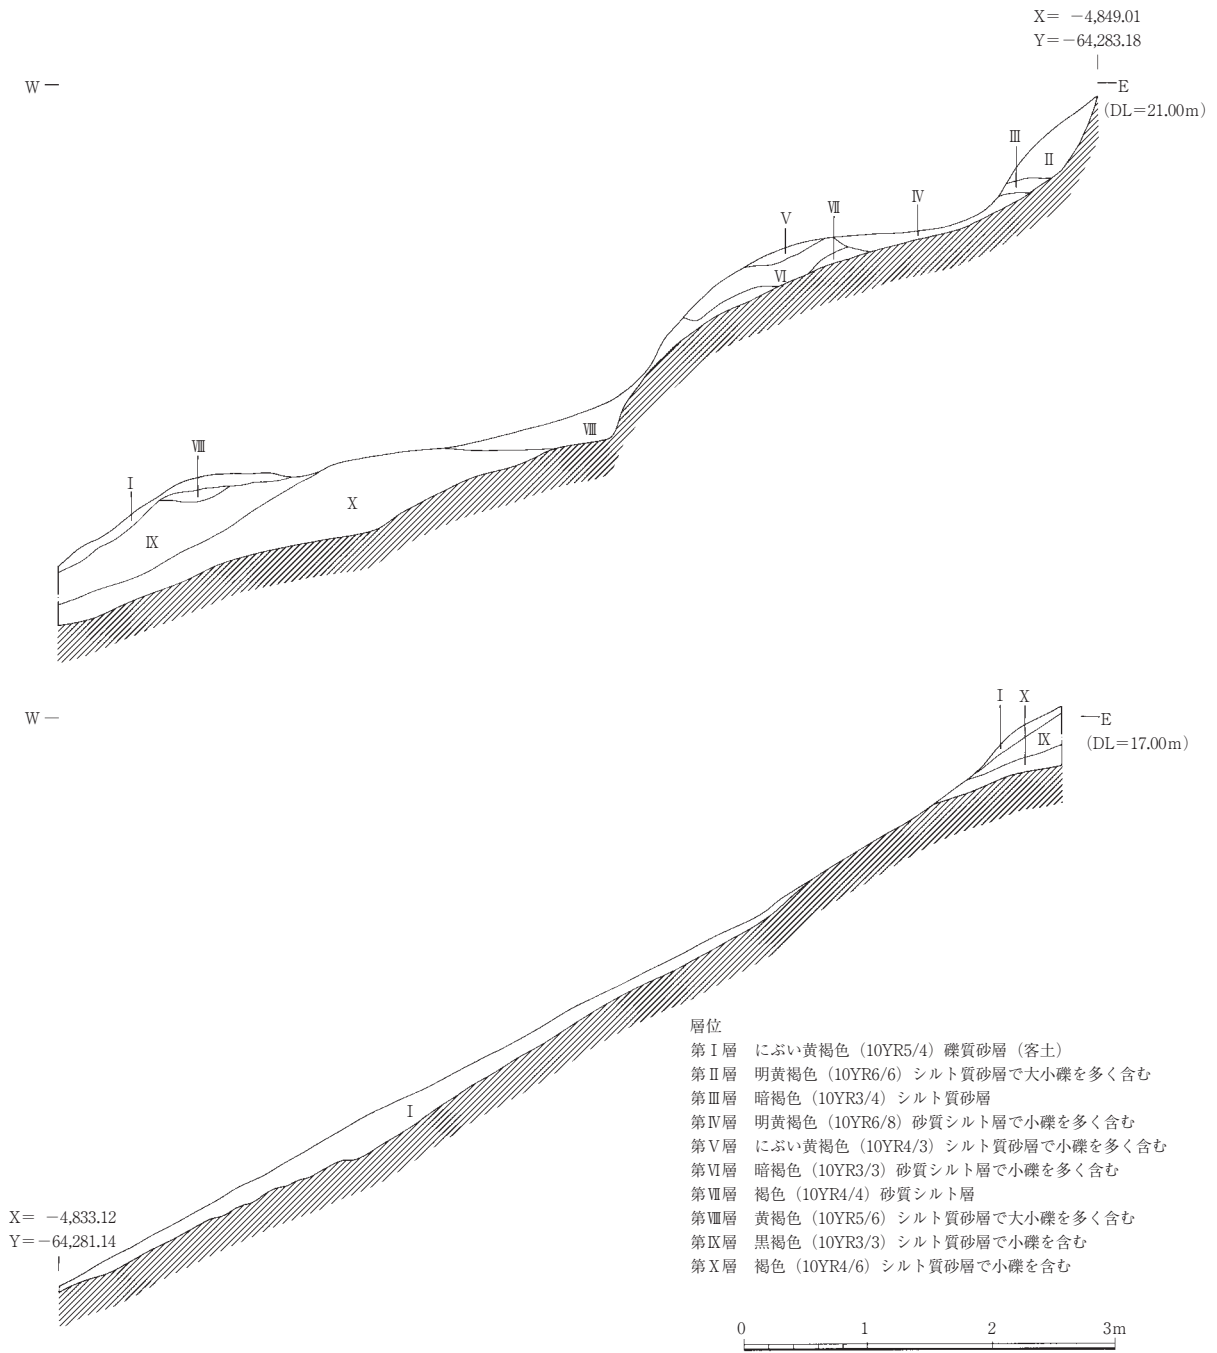 X= -4,849.01
Y=-64,283.18
W
E
(DL=21.00m)
Ⅲ
Ⅱ
Ⅳ
Ⅶ
Ⅴ
Ⅵ
Ⅷ
Ⅷ
Ⅰ
Ⅹ
Ⅸ
W
Ⅰ Ⅹ
E
Ⅸ
(DL=17.00m)
Ⅰ
X= -4,833.12
Y=-64,281.14
層位
第Ⅰ層 にぶい黄褐色(10YR5/4)礫質砂層(客土)
第Ⅱ層 明黄褐色(10YR6/6)シルト質砂層で大小礫を多く含む
第Ⅲ層 暗褐色(10YR3/4)シルト質砂層
第Ⅳ層 明黄褐色(10YR6/8)砂質シルト層で小礫を多く含む
第Ⅴ層 にぶい黄褐色(10YR4/3)シルト質砂層で小礫を多く含む
第Ⅵ層 暗褐色(10YR3/3)砂質シルト層で小礫を多く含む
第Ⅶ層 褐色(10YR4/4)砂質シルト層
第Ⅷ層 黄褐色(10YR5/6)シルト質砂層で大小礫を多く含む
第Ⅸ層 黒褐色(10YR3/3)シルト質砂層で小礫を含む
第Ⅹ層 褐色(10YR4/6)シルト質砂層で小礫を含む
0 1 2 3m